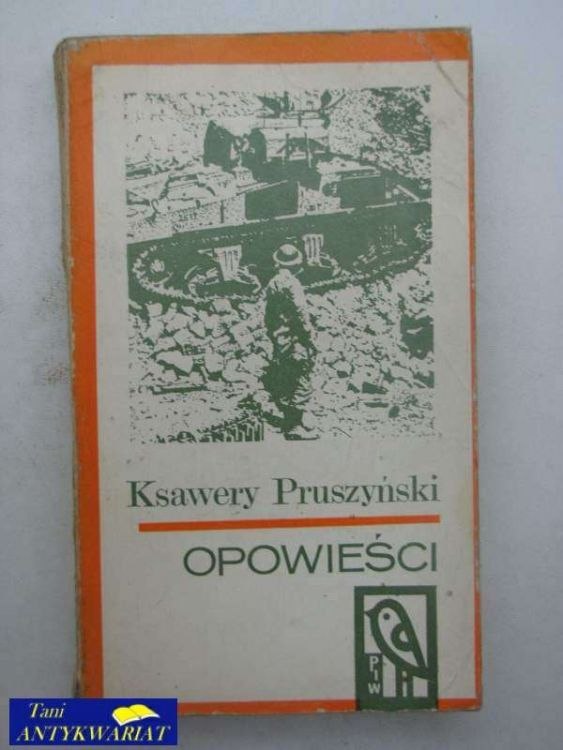 Ksawery Pruszyński
OPOWIEŚCI
PIW
Tani
ANTYKWARIAT